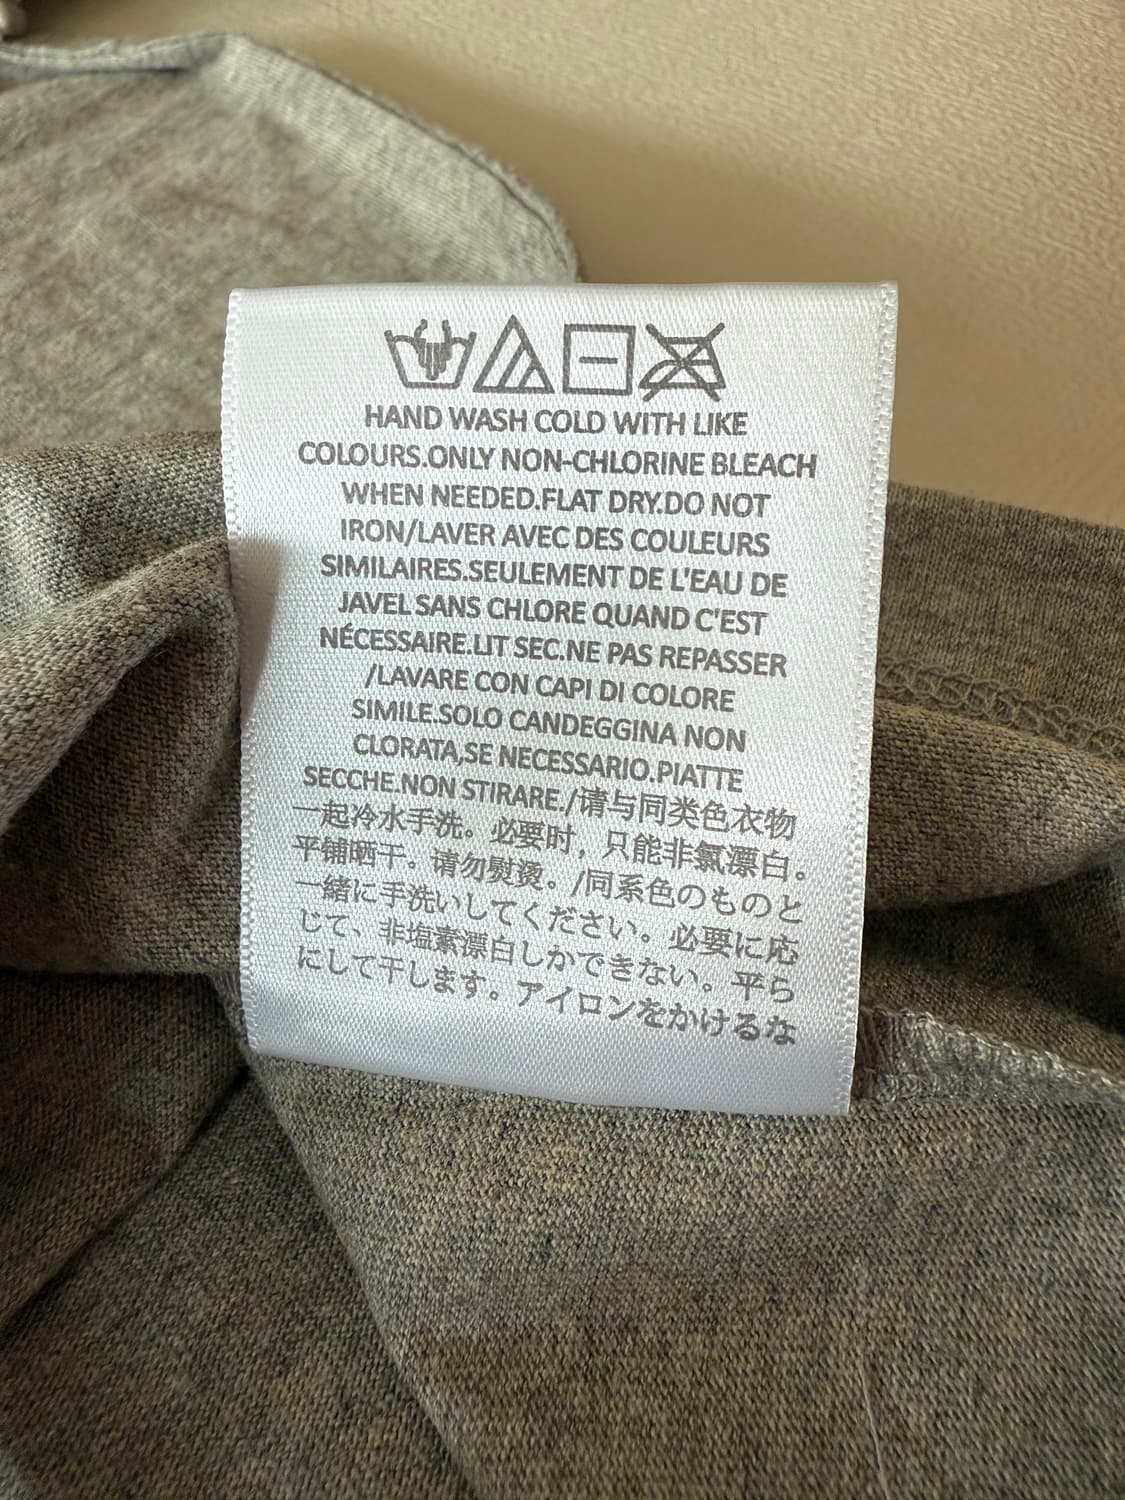 HAND WASH COLD WITH LIKE
COLOURS.ONLY NON-CHLORINE BLEACH
WHEN NEEDED.FLAT DRY.DO NOT
IRON/LAVER AVEC DES COULEURS
SIMILAIRES.SEULEMENT DE L'EAU DE
JAVEL SANS CHLORE QUAND C'EST
NÉCESSAIRE.LIT SEC.NE PAS REPASSER
/LAVARE CON CAPI DI COLORE
SIMILE.SOLO CANDEGGINA NON
CLORATA,SE NECESSARIO.PIATTE
SECCHE.NON STIRARE./请与同类色衣物
一起冷水手洗。必要时，只能非氯漂白。
平铺晒干。请勿熨烫。/同系色のものと
一緒に手洗いしてください。必要に応
じて、非塩素漂白しかできない。平ら
にして干します。アイロンをかけるな